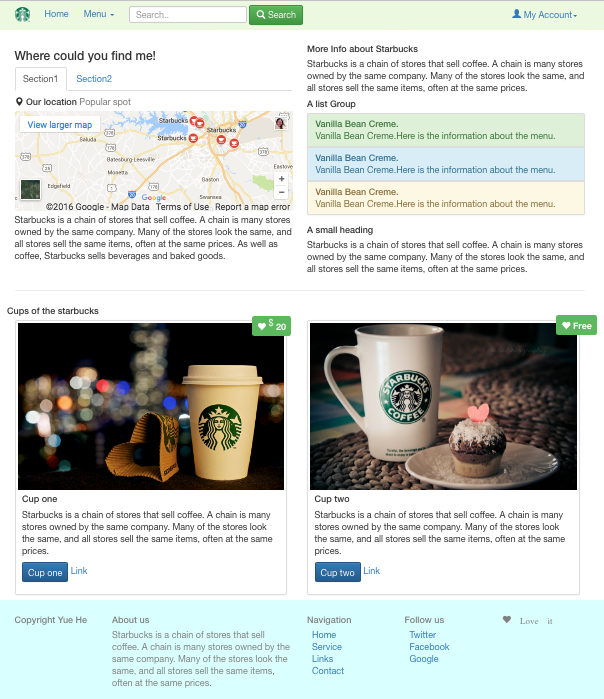 Home
Menu
Search..
Search
My Account
Where could you find me!
Section1
Section2
Our location Popular spot
View larger map
Starbucks
Starbucks
Starbucks
Saluda
Batesburg-Leesville
Monetta
Edgefield
Gaston
Swansea
Google
+
−
©2016 Google - Map Data Terms of Use Report a map error
Starbucks is a chain of stores that sell coffee. A chain is many stores
owned by the same company. Many of the stores look the same, and
all stores sell the same items, often at the same prices. As well as
coffee, Starbucks sells beverages and baked goods.
More Info about Starbucks
Starbucks is a chain of stores that sell coffee. A chain is many stores
owned by the same company. Many of the stores look the same, and
all stores sell the same items, often at the same prices.
A list Group
Vanilla Bean Creme.
Vanilla Bean Creme.Here is the information about the menu.
Vanilla Bean Creme.
Vanilla Bean Creme.Here is the information about the menu.
Vanilla Bean Creme.
Vanilla Bean Creme.Here is the information about the menu.
A small heading
Starbucks is a chain of stores that sell coffee. A chain is many stores
owned by the same company. Many of the stores look the same, and
all stores sell the same items, often at the same prices.
Cups of the starbucks
$ 20
Cup one
Starbucks is a chain of stores that sell coffee. A chain is many
stores owned by the same company. Many of the stores look
the same, and all stores sell the same items, often at the same
prices.
Cup one
Link
Free
STARBUCKS
COFFEE
Cup two
Starbucks is a chain of stores that sell coffee. A chain is many
stores owned by the same company. Many of the stores look
the same, and all stores sell the same items, often at the same
prices.
Cup two
Link
Copyright Yue He
About us
Starbucks is a chain of stores that sell
coffee. A chain is many stores owned by the
same company. Many of the stores look the
same, and all stores sell the same items,
often at the same prices.
Navigation
Home
Service
Links
Contact
Follow us
Twitter
Facebook
Google
Love it